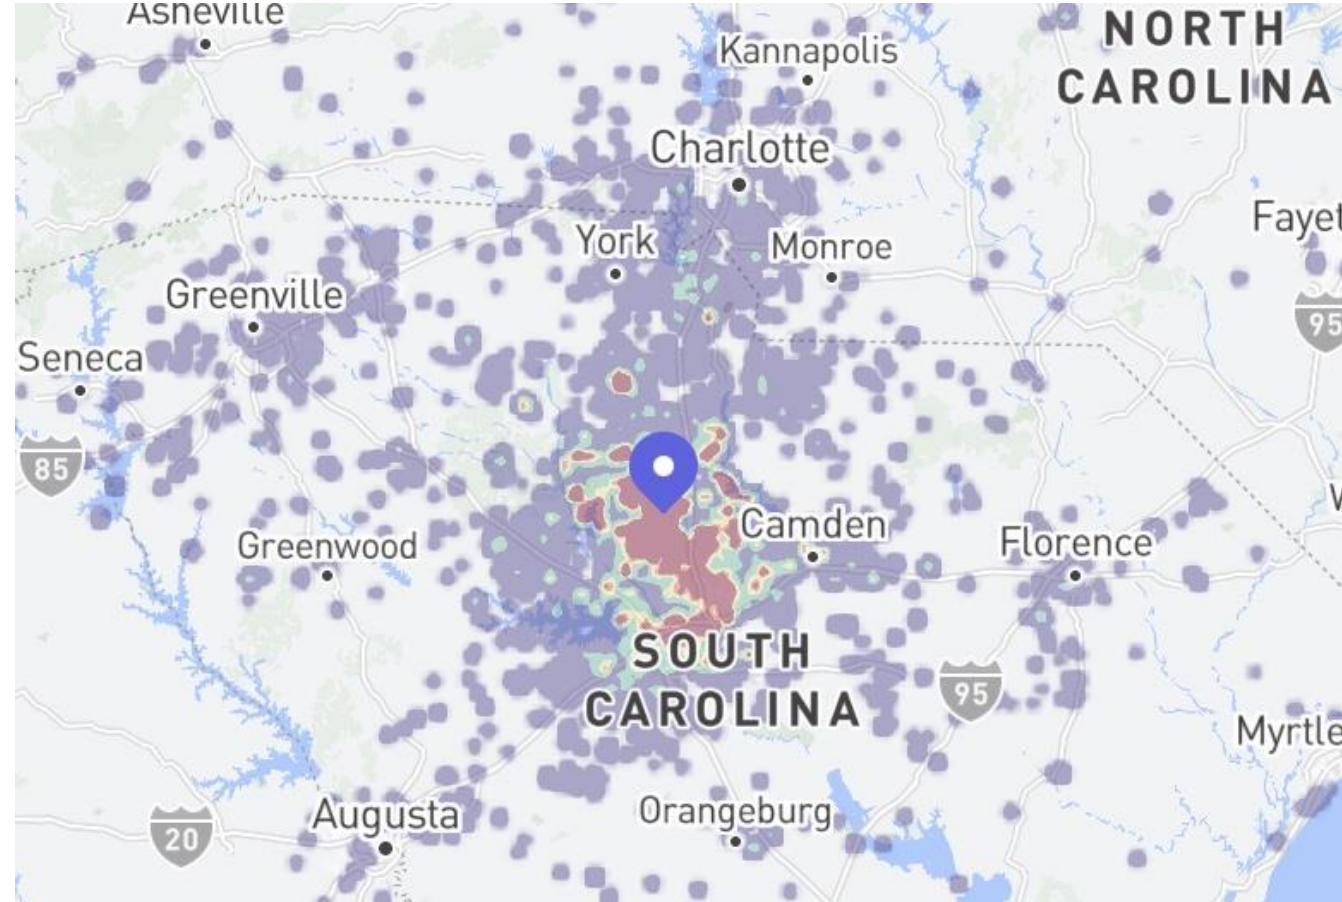 Asheville
NORTH
CAROLINA
Kannapolis
Charlotte
York
Monroe
Fayet
Greenville
95
Seneca
85
Camden
Greenwood
Florence
W
SOUTH
CAROLINA
95
Myrtle
Augusta
20
Orangeburg